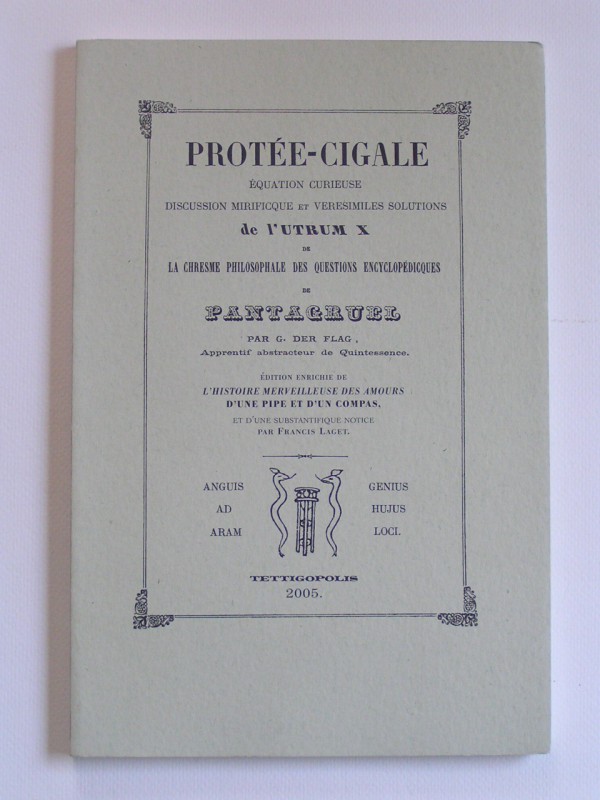 PROTÉE-CIGALE
ÉQUATION CURIEUSE
DISCUSSION MIRIFICQUE ET VERESIMILES SOLUTIONS
de l'UTRUM X
DE
LA CHRESME PHILOSOPHALE DES QUESTIONS ENCYCLOPÉDICQUES
DE
PANTAGRUEL
PAR G. DER FLAG,
Apprentif abstracteur de Quintessence.
ÉDITION ENRICHIE DE
L'HISTOIRE MERVEILLEUSE DES AMOURS
D'UNE PIPE ET D'UN COMPAS,
ET D'UNE SUBSTANTIFIQUE NOTICE
PAR FRANCIS LAGET.
ANGUIS
AD
ARAM
GENIUS
HUJUS
LOCI.
TETTIGOPOLIS
2005.